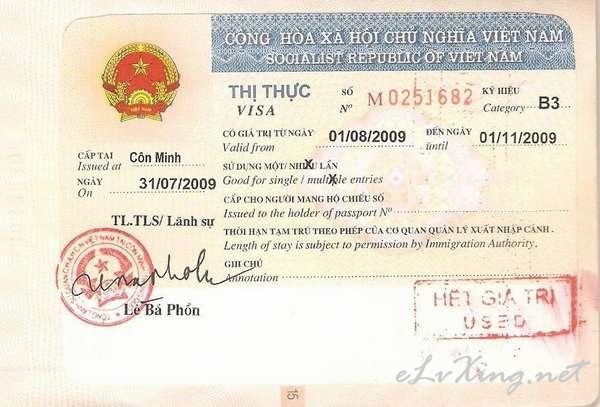 CỘNG HÒA XÃ HỘI CHỦ NGHĨA VIỆT NAM
SOCIALIST REPUBLIC OF VIET-NAM
THỊ THỰC SỐ KÝ HIỆU
VISA Nº M 0251682 Category B3
CÓ GIÁ TRỊ TỪ NGÀY 01/08/2009 ĐẾN NGÀY 01/11/2009
Valid from until
CẤP TẠI Côn Minh
Issued at
SỬ DỤNG MỘT/ NHIỀU LẦN
Good for single / multiple entries
NGÀY 31/07/2009
On
CẤP CHO NGƯỜI MANG HỘ CHIẾU SỐ
Issued to the holder of passport Nº
TL.TLS/ Lãnh sự
THỜI HẠN TẠM TRÚ THEO PHÉP CỦA CƠ QUAN QUẢN LÝ XUẤT NHẬP CẢNH.
Length of stay is subject to permission by Immigration Authority.
GHI CHÚ
Annotation
Lê Bá Phồn
HẾT GIÁ TRỊ
USED
15
eLvXing.net